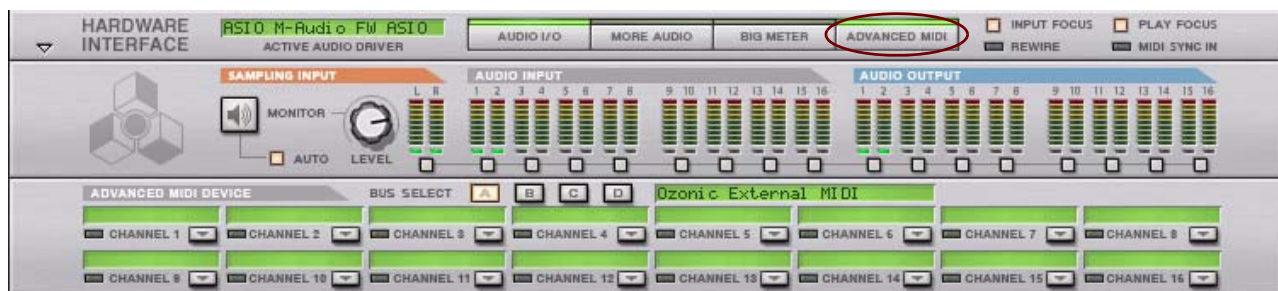 HARDWARE INTERFACE
ASIO M-Audio FW ASIO
ACTIVE AUDIO DRIVER
AUDIO I/O MORE AUDIO BIG METER ADVANCED MIDI
INPUT FOCUS PLAY FOCUS
REWIRE MIDI SYNC IN
SAMPLING INPUT AUDIO INPUT AUDIO OUTPUT
L R 1 2 3 4 5 6 7 8 9 10 11 12 13 14 15 16 1 2 3 4 5 6 7 8 9 10 11 12 13 14 15 16
MONITOR
AUTO LEVEL
ADVANCED MIDI DEVICE BUS SELECT A B C D Ozonic External MIDI
CHANNEL 1 CHANNEL 2 CHANNEL 3 CHANNEL 4 CHANNEL 5 CHANNEL 6 CHANNEL 7 CHANNEL 8
CHANNEL 9 CHANNEL 10 CHANNEL 11 CHANNEL 12 CHANNEL 13 CHANNEL 14 CHANNEL 15 CHANNEL 16